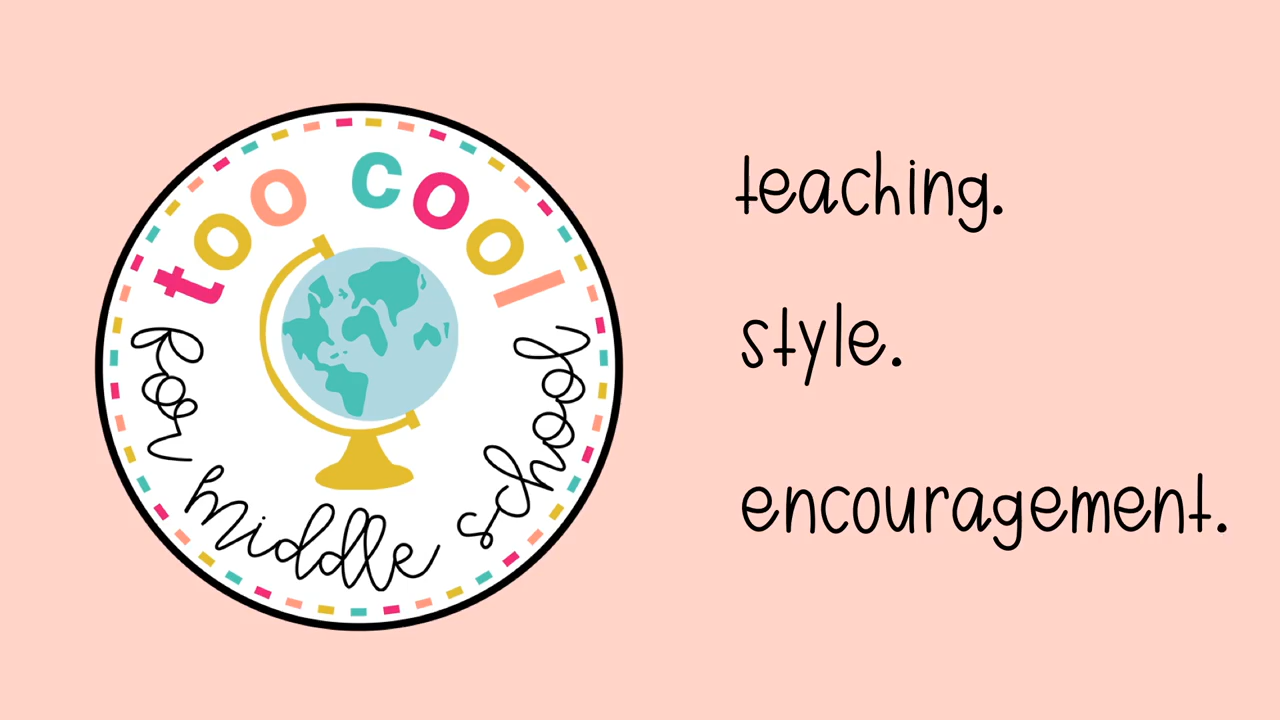 too cool
for middle school
teaching.
style.
encouragement.